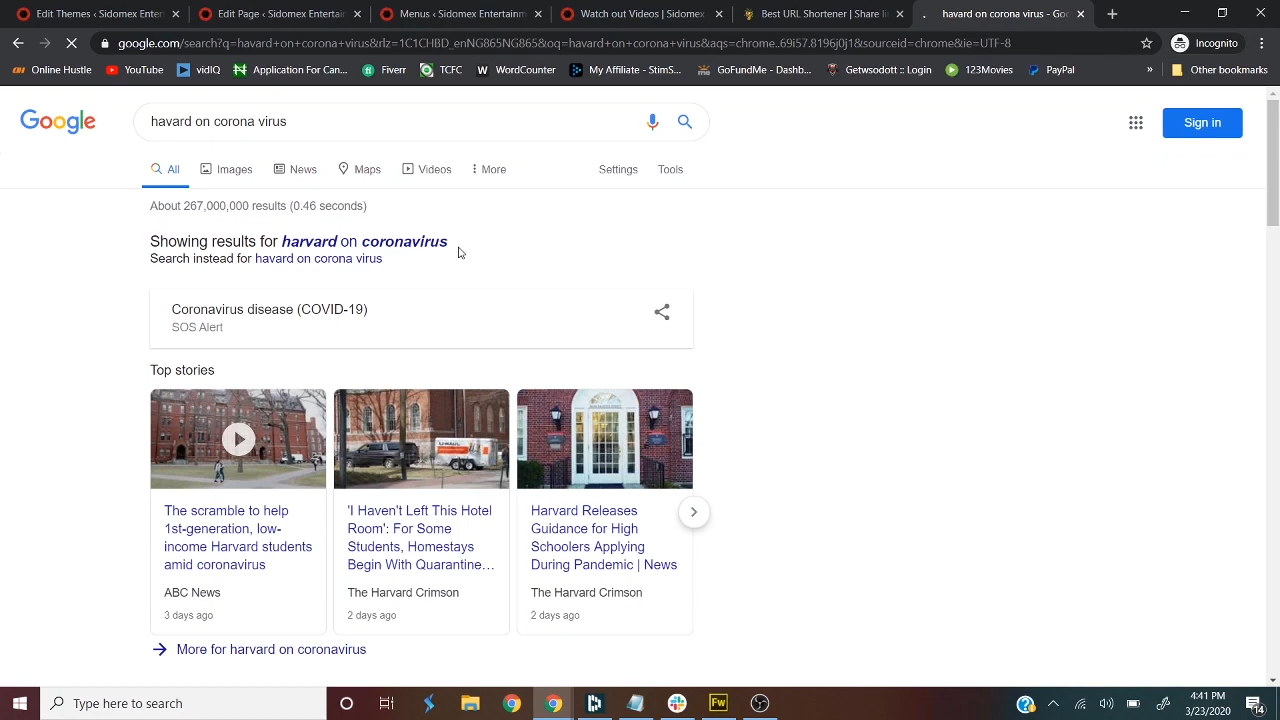 Edit Themes ‹ Sidomex Entertain
Edit Page ‹ Sidomex Entertain
Menus ‹ Sidomex Entertainm
Watch out Videos | Sidomex
Best URL Shortener | Share li
havard on corona virus - Goo
google.com/search?q=havard+on+corona+virus&rlz=1C1CHBD_enNG865NG865&oq=havard+on+corona+virus&aqs=chrome..69i57.8196j0j1&sourceid=chrome&ie=UTF-8
Incognito
Online Hustle
YouTube
vidIQ
Application For Can...
Fiverr
TCFC
WordCounter
My Affiliate - StimS...
GoFundMe - Dashb...
Getwsodott :: Login
123Movies
PayPal
»
Other bookmarks
Google
havard on corona virus
Sign in
All
Images
News
Maps
Videos
More
Settings
Tools
About 267,000,000 results (0.46 seconds)
Showing results for harvard on coronavirus
Search instead for havard on corona virus
Coronavirus disease (COVID-19)
SOS Alert
Top stories
The scramble to help
1st-generation, low-
income Harvard students
amid coronavirus
ABC News
3 days ago
'I Haven't Left This Hotel
Room': For Some
Students, Homestays
Begin With Quarantine…
The Harvard Crimson
2 days ago
Harvard Releases
Guidance for High
Schoolers Applying
During Pandemic | News
The Harvard Crimson
2 days ago
More for harvard on coronavirus
Type here to search
Fw
4:41 PM
3/23/2020